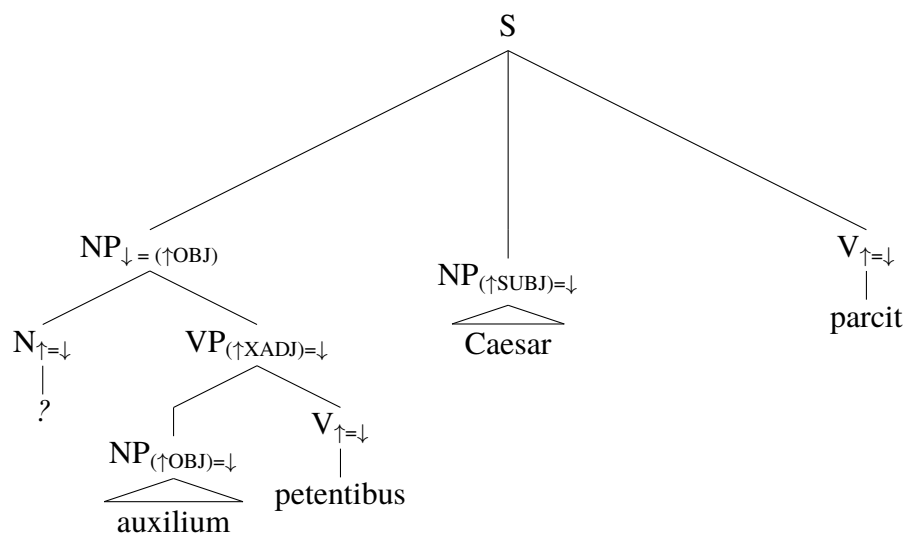 S
NP↓ = (↑OBJ) NP(↑SUBJ)=↓ V↑=↓
parcit
N↑=↓ VP(↑XADJ)=↓ Caesar
? V↑=↓
NP(↑OBJ)=↓ petentibus
auxilium